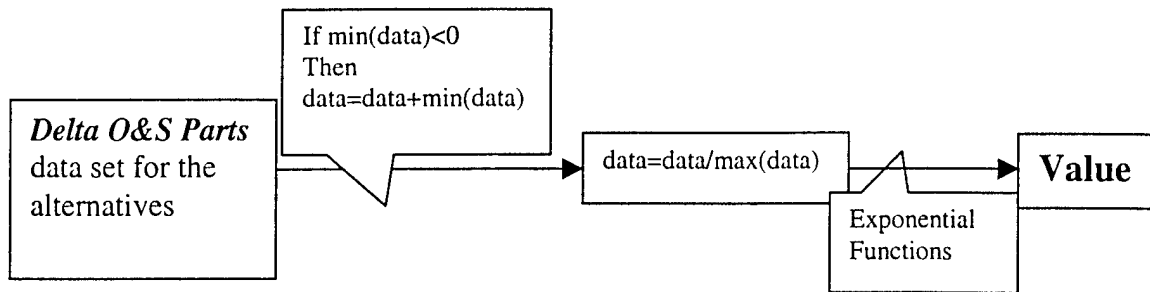 Delta O&S Parts
data set for the
alternatives
If min(data)<0
Then
data=data+min(data)
data=data/max(data)
Exponential
Functions
Value